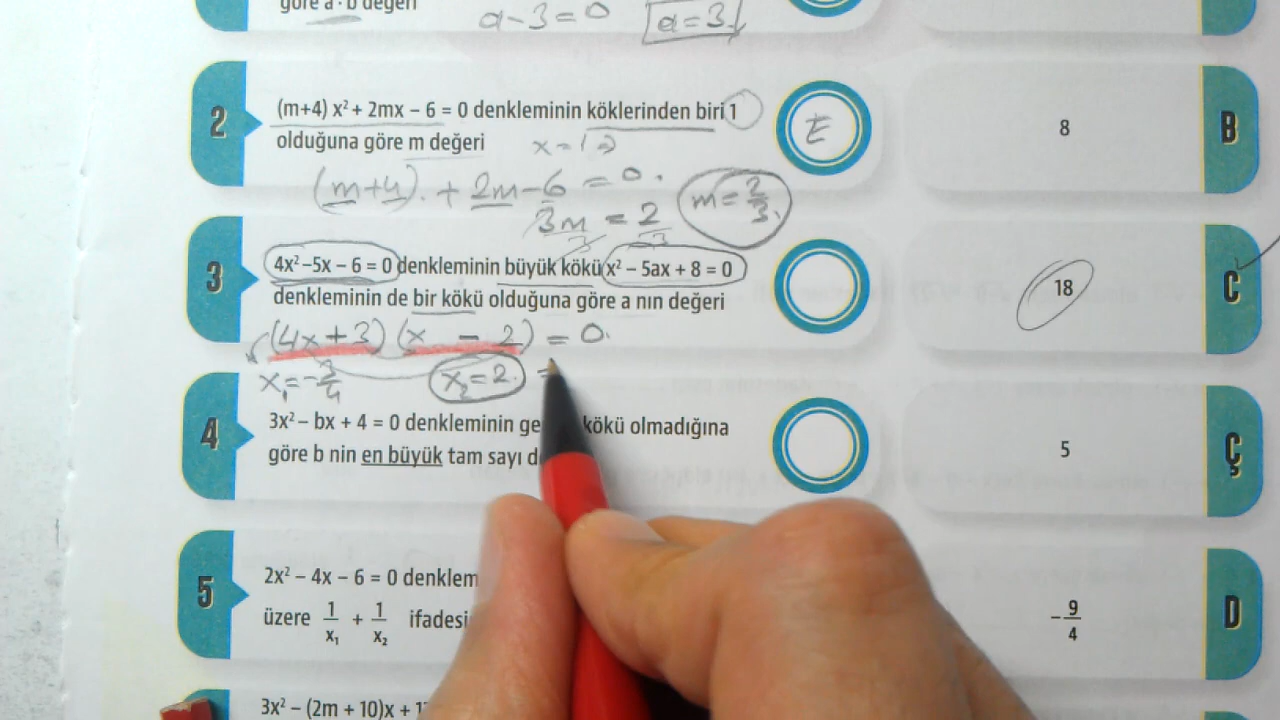 göre a · b değeri
a - 3 = 0 a = 3
2
(m+4) x² + 2mx – 6 = 0 denkleminin köklerinden biri 1
olduğuna göre m değeri
x = 1 ⇒
(m+4) · + 2m - 6 = 0 ·
3m = 2
3 3
m = 2/3
E
8
B
3
4x² –5x – 6 = 0 denkleminin büyük kökü x² – 5ax + 8 = 0
denkleminin de bir kökü olduğuna göre a nın değeri
(4x + 3) (x - 2) = 0
x₁ = -3/4 x₂ = 2
18
C
4
3x² – bx + 4 = 0 denkleminin kökü olmadığına
göre b nin en büyük tam sayı
5
Ç
5
2x² – 4x – 6 = 0
üzere 1/x₁ + 1/x₂
-9/4
D
3x² – (2m + 10)x +